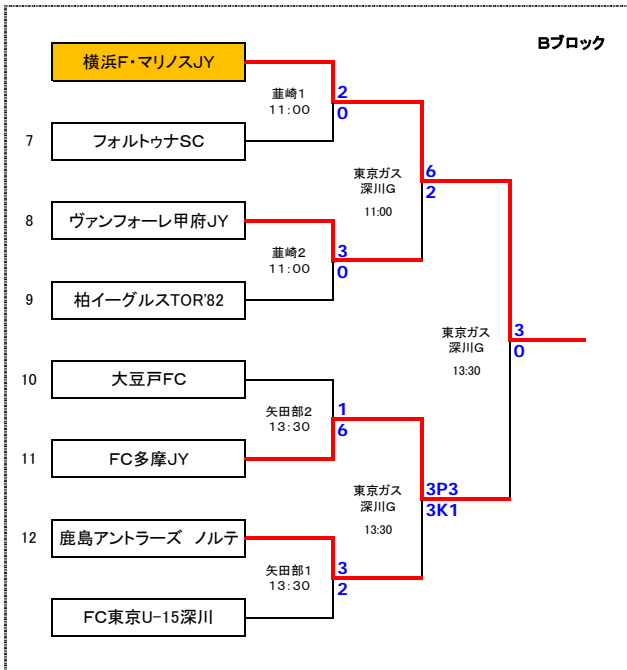 Bブロック
横浜F・マリノスJY
韮崎1
11:00
2
0
7
フォルトゥナSC
東京ガス
深川G
11:00
6
2
8
ヴァンフォーレ甲府JY
韮崎2
11:00
3
0
9
柏イーグルスTOR'82
東京ガス
深川G
13:30
3
0
10
大豆戸FC
矢田部2
13:30
1
6
11
FC多摩JY
東京ガス
深川G
13:30
3P3
3K1
12
鹿島アントラーズ ノルテ
矢田部1
13:30
3
2
FC東京U-15深川